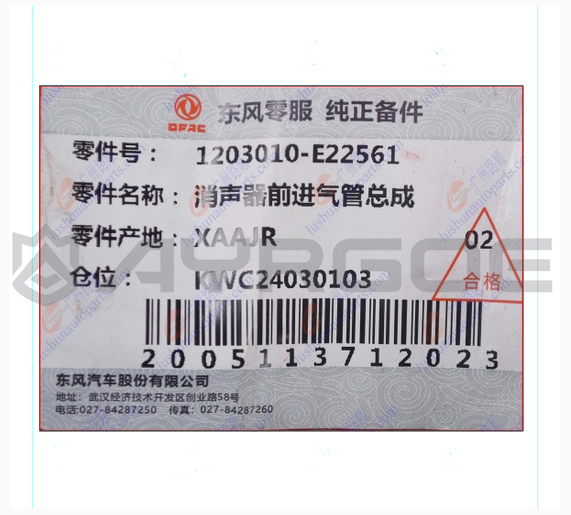 DFAC 东风零服 纯正备件
零件号：1203010-E22561
零件名称：消声器前进气管总成
零件产地：XAAJR
02
仓位：KWC24030103
合格
2005113712023
东风汽车股份有限公司
地址：武汉经济技术开发区创业路58号
电话:027-84287250 传真：027-84287260
lushunautoparts.com